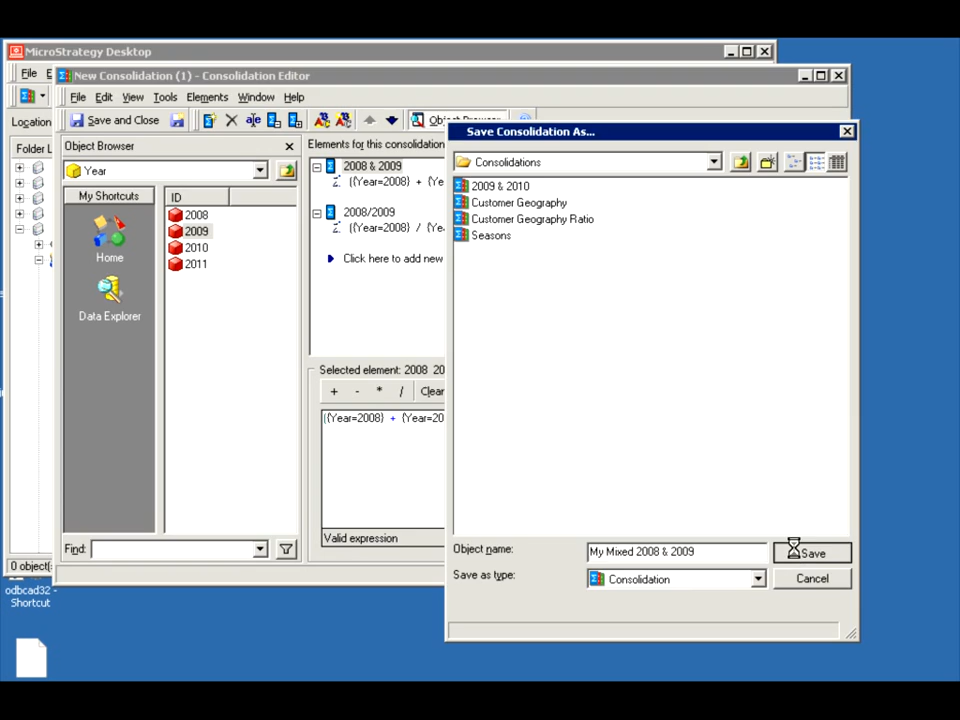 MicroStrategy Desktop
File
New Consolidation (1) - Consolidation Editor
File Edit View Tools Elements Window Help
Save and Close
Location
Folder L
Object Browser
Year
My Shortcuts
Home
Data Explorer
ID
2008
2009
2010
2011
Find:
Elements for this consolidation
2008 & 2009
({Year=2008} + {Ye
2008/2009
({Year=2008} / {Ye
Click here to add new
Selected element: 2008 20
+ - * / Clear
({Year=2008} + {Year=20
Valid expression
Save Consolidation As...
Consolidations
2009 & 2010
Customer Geography
Customer Geography Ratio
Seasons
Object name: My Mixed 2008 & 2009 Save
Save as type: Consolidation Cancel
0 object(
odbcad32 -
Shortcut